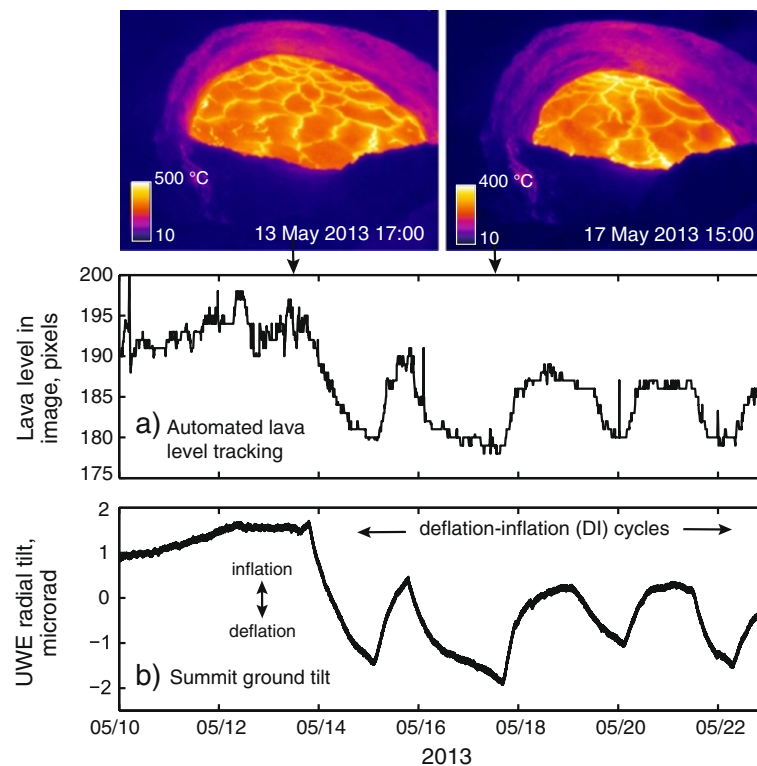 500 °C
10
13 May 2013 17:00
400 °C
10
17 May 2013 15:00
Lava level in
image, pixels
200
195
190
185
180
175
a) Automated lava
level tracking
UWE radial tilt,
microrad
2
1
0
−1
−2
inflation
deflation
deflation-inflation (DI) cycles
b) Summit ground tilt
05/10
05/12
05/14
05/16
05/18
05/20
05/22
2013